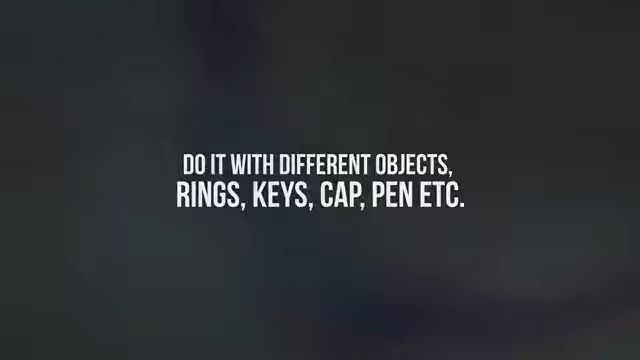 DO IT WITH DIFFERENT OBJECTS,
RINGS, KEYS, CAP, PEN ETC.